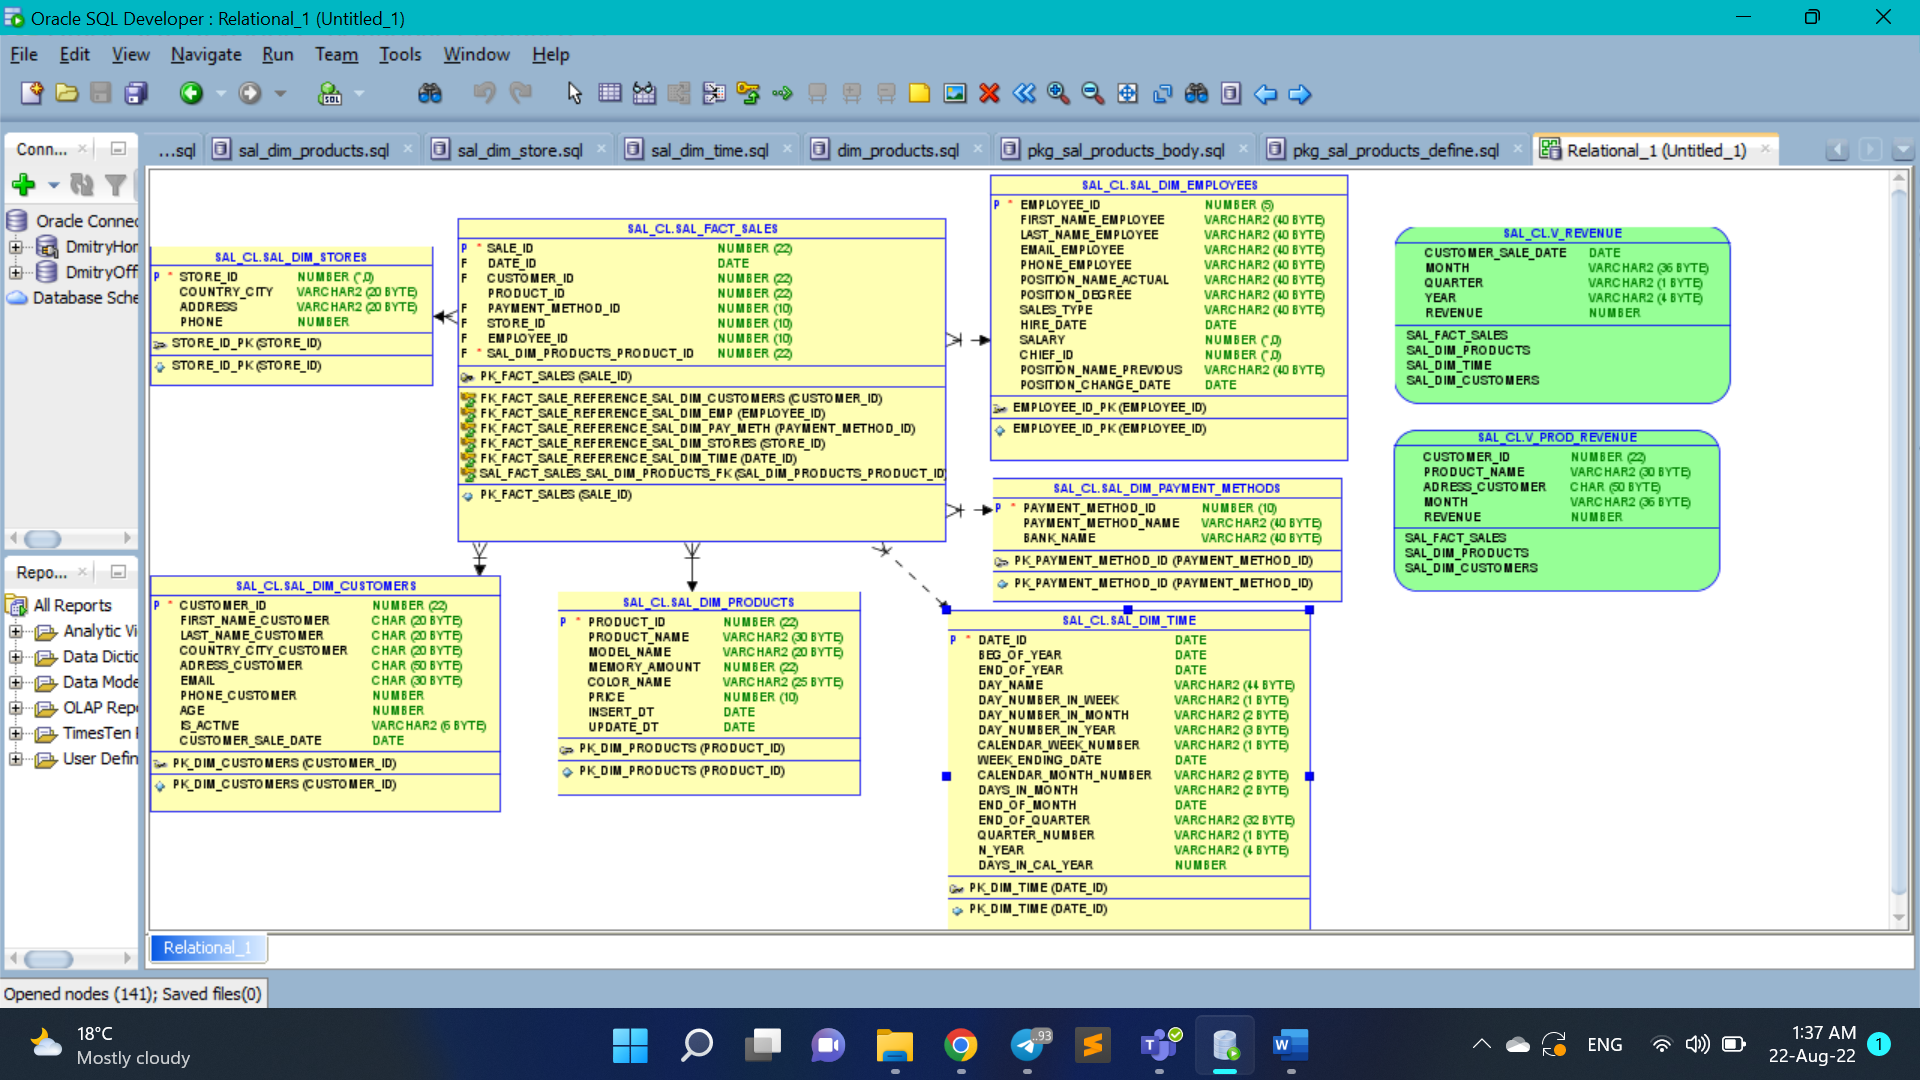 Oracle SQL Developer : Relational_1 (Untitled_1)
File Edit View Navigate Run Team Tools Window Help
Conn...
...sql
sal_dim_products.sql
sal_dim_store.sql
sal_dim_time.sql
dim_products.sql
pkg_sal_products_body.sql
pkg_sal_products_define.sql
Relational_1 (Untitled_1)
Oracle Connec
DmitryHor
DmitryOff
Database Sche
Repo...
All Reports
Analytic Vi
Data Dictio
Data Mode
OLAP Repo
TimesTen R
User Defin
SAL_CL.SAL_DIM_STORES
P * STORE_ID NUMBER (*,0)
COUNTRY_CITY VARCHAR2 (20 BYTE)
ADDRESS VARCHAR2 (20 BYTE)
PHONE NUMBER
STORE_ID_PK (STORE_ID)
STORE_ID_PK (STORE_ID)
SAL_CL.SAL_FACT_SALES
P * SALE_ID NUMBER (22)
F DATE_ID DATE
F CUSTOMER_ID NUMBER (22)
PRODUCT_ID NUMBER (22)
F PAYMENT_METHOD_ID NUMBER (10)
F STORE_ID NUMBER (10)
F EMPLOYEE_ID NUMBER (10)
F * SAL_DIM_PRODUCTS_PRODUCT_ID NUMBER (22)
PK_FACT_SALES (SALE_ID)
FK_FACT_SALE_REFERENCE_SAL_DIM_CUSTOMERS (CUSTOMER_ID)
FK_FACT_SALE_REFERENCE_SAL_DIM_EMP (EMPLOYEE_ID)
FK_FACT_SALE_REFERENCE_SAL_DIM_PAY_METH (PAYMENT_METHOD_ID)
FK_FACT_SALE_REFERENCE_SAL_DIM_STORES (STORE_ID)
FK_FACT_SALE_REFERENCE_SAL_DIM_TIME (DATE_ID)
SAL_FACT_SALES_SAL_DIM_PRODUCTS_FK (SAL_DIM_PRODUCTS_PRODUCT_ID)
PK_FACT_SALES (SALE_ID)
SAL_CL.SAL_DIM_EMPLOYEES
P * EMPLOYEE_ID NUMBER (5)
FIRST_NAME_EMPLOYEE VARCHAR2 (40 BYTE)
LAST_NAME_EMPLOYEE VARCHAR2 (40 BYTE)
EMAIL_EMPLOYEE VARCHAR2 (40 BYTE)
PHONE_EMPLOYEE VARCHAR2 (40 BYTE)
POSITION_NAME_ACTUAL VARCHAR2 (40 BYTE)
POSITION_DEGREE VARCHAR2 (40 BYTE)
SALES_TYPE VARCHAR2 (40 BYTE)
HIRE_DATE DATE
SALARY NUMBER (*,0)
CHIEF_ID NUMBER (*,0)
POSITION_NAME_PREVIOUS VARCHAR2 (40 BYTE)
POSITION_CHANGE_DATE DATE
EMPLOYEE_ID_PK (EMPLOYEE_ID)
EMPLOYEE_ID_PK (EMPLOYEE_ID)
SAL_CL.V_REVENUE
CUSTOMER_SALE_DATE DATE
MONTH VARCHAR2 (36 BYTE)
QUARTER VARCHAR2 (1 BYTE)
YEAR VARCHAR2 (4 BYTE)
REVENUE NUMBER
SAL_FACT_SALES
SAL_DIM_PRODUCTS
SAL_DIM_TIME
SAL_DIM_CUSTOMERS
SAL_CL.V_PROD_REVENUE
CUSTOMER_ID NUMBER (22)
PRODUCT_NAME VARCHAR2 (30 BYTE)
ADRESS_CUSTOMER CHAR (50 BYTE)
MONTH VARCHAR2 (36 BYTE)
REVENUE NUMBER
SAL_FACT_SALES
SAL_DIM_PRODUCTS
SAL_DIM_CUSTOMERS
SAL_CL.SAL_DIM_PAYMENT_METHODS
P * PAYMENT_METHOD_ID NUMBER (10)
PAYMENT_METHOD_NAME VARCHAR2 (40 BYTE)
BANK_NAME VARCHAR2 (40 BYTE)
PK_PAYMENT_METHOD_ID (PAYMENT_METHOD_ID)
PK_PAYMENT_METHOD_ID (PAYMENT_METHOD_ID)
SAL_CL.SAL_DIM_CUSTOMERS
P * CUSTOMER_ID NUMBER (22)
FIRST_NAME_CUSTOMER CHAR (20 BYTE)
LAST_NAME_CUSTOMER CHAR (20 BYTE)
COUNTRY_CITY_CUSTOMER CHAR (20 BYTE)
ADRESS_CUSTOMER CHAR (50 BYTE)
EMAIL CHAR (30 BYTE)
PHONE_CUSTOMER NUMBER
AGE NUMBER
IS_ACTIVE VARCHAR2 (6 BYTE)
CUSTOMER_SALE_DATE DATE
PK_DIM_CUSTOMERS (CUSTOMER_ID)
PK_DIM_CUSTOMERS (CUSTOMER_ID)
SAL_CL.SAL_DIM_PRODUCTS
P * PRODUCT_ID NUMBER (22)
PRODUCT_NAME VARCHAR2 (30 BYTE)
MODEL_NAME VARCHAR2 (20 BYTE)
MEMORY_AMOUNT NUMBER (22)
COLOR_NAME VARCHAR2 (25 BYTE)
PRICE NUMBER (10)
INSERT_DT DATE
UPDATE_DT DATE
PK_DIM_PRODUCTS (PRODUCT_ID)
PK_DIM_PRODUCTS (PRODUCT_ID)
SAL_CL.SAL_DIM_TIME
P * DATE_ID DATE
BEG_OF_YEAR DATE
END_OF_YEAR DATE
DAY_NAME VARCHAR2 (44 BYTE)
DAY_NUMBER_IN_WEEK VARCHAR2 (1 BYTE)
DAY_NUMBER_IN_MONTH VARCHAR2 (2 BYTE)
DAY_NUMBER_IN_YEAR VARCHAR2 (3 BYTE)
CALENDAR_WEEK_NUMBER VARCHAR2 (1 BYTE)
WEEK_ENDING_DATE DATE
CALENDAR_MONTH_NUMBER VARCHAR2 (2 BYTE)
DAYS_IN_MONTH VARCHAR2 (2 BYTE)
END_OF_MONTH DATE
END_OF_QUARTER VARCHAR2 (32 BYTE)
QUARTER_NUMBER VARCHAR2 (1 BYTE)
N_YEAR VARCHAR2 (4 BYTE)
DAYS_IN_CAL_YEAR NUMBER
PK_DIM_TIME (DATE_ID)
PK_DIM_TIME (DATE_ID)
Relational_1
Opened nodes (141); Saved files(0)
18°C
Mostly cloudy
..93
ENG
1:37 AM
22-Aug-22
1